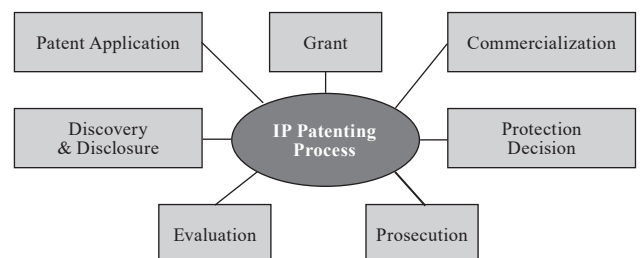 Patent Application
Grant
Commercialization
Discovery
& Disclosure
IP Patenting
Process
Protection
Decision
Evaluation
Prosecution